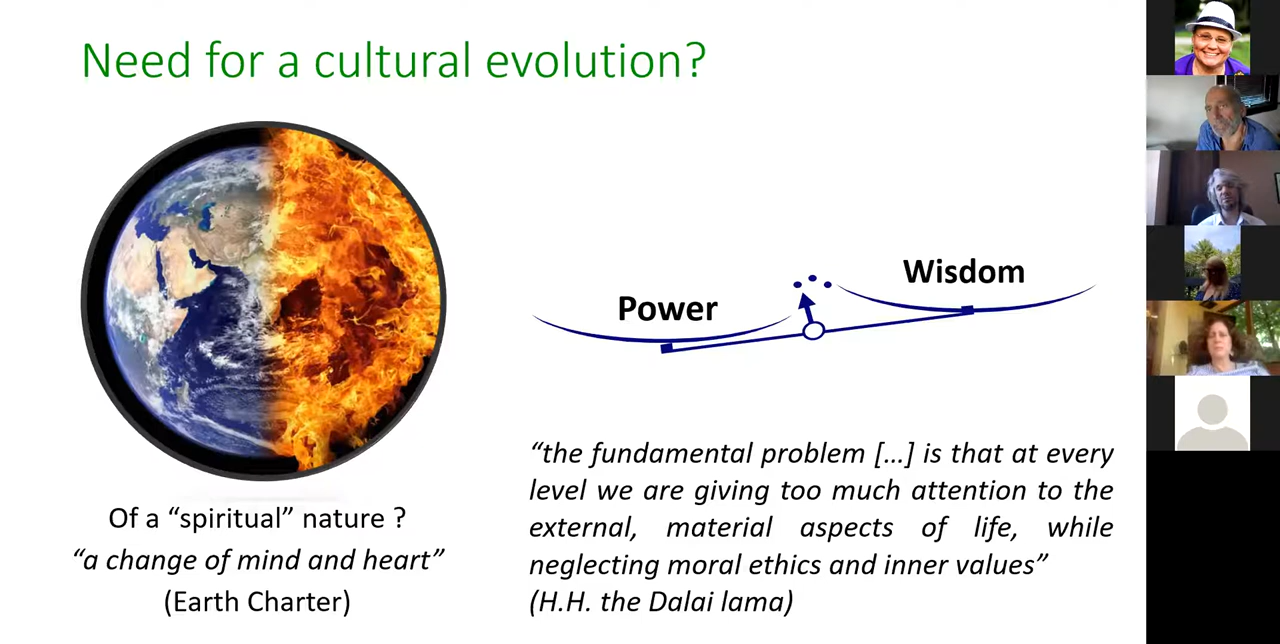 Need for a cultural evolution?
Power
Wisdom
Of a “spiritual” nature ?
“a change of mind and heart”
(Earth Charter)
“the fundamental problem […] is that at every
level we are giving too much attention to the
external, material aspects of life, while
neglecting moral ethics and inner values”
(H.H. the Dalai lama)